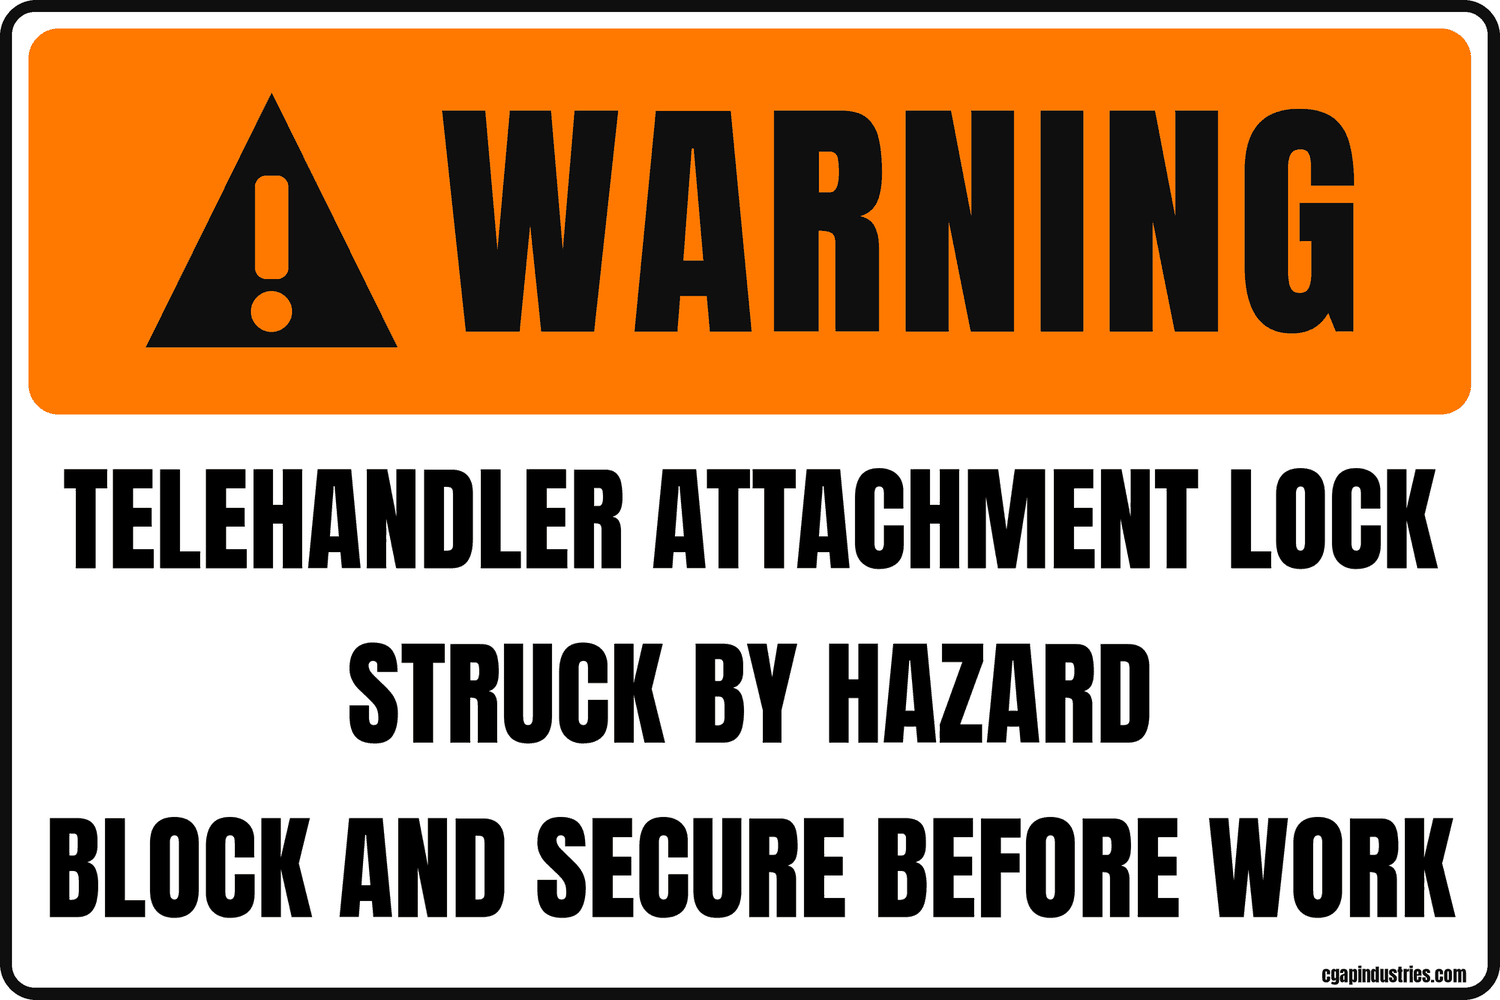 WARNING
TELEHANDLER ATTACHMENT LOCK
STRUCK BY HAZARD
BLOCK AND SECURE BEFORE WORK
cgapindustries.com